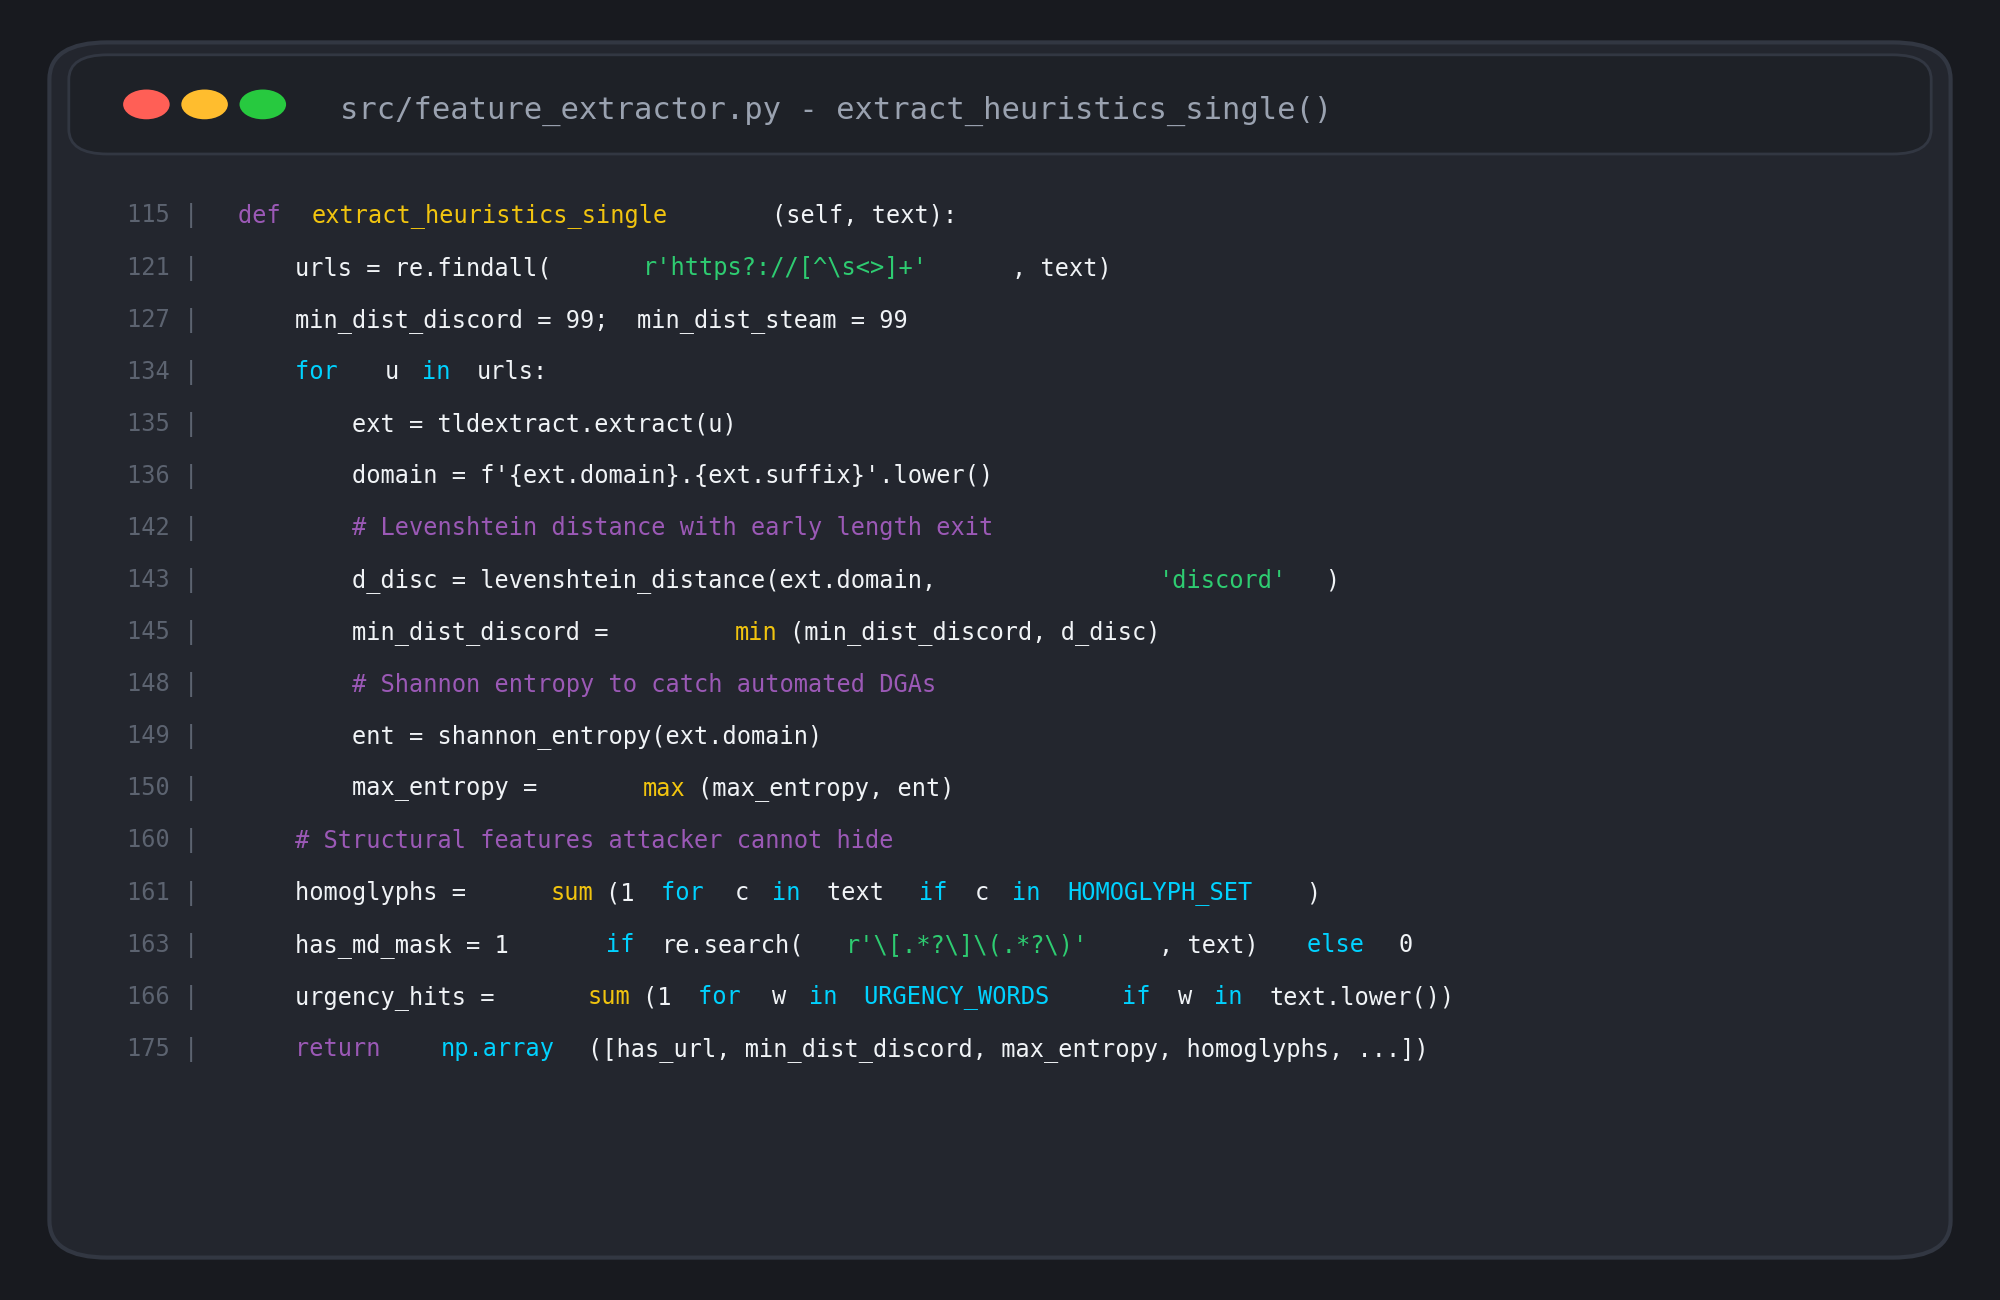 src/feature_extractor.py - extract_heuristics_single()
115 | def extract_heuristics_single (self, text):
121 | urls = re.findall( r'https?://[^\s<>]+' , text)
127 | min_dist_discord = 99; min_dist_steam = 99
134 | for u in urls:
135 | ext = tldextract.extract(u)
136 | domain = f'{ext.domain}.{ext.suffix}'.lower()
142 | # Levenshtein distance with early length exit
143 | d_disc = levenshtein_distance(ext.domain, 'discord' )
145 | min_dist_discord = min (min_dist_discord, d_disc)
148 | # Shannon entropy to catch automated DGAs
149 | ent = shannon_entropy(ext.domain)
150 | max_entropy = max (max_entropy, ent)
160 | # Structural features attacker cannot hide
161 | homoglyphs = sum (1 for c in text if c in HOMOGLYPH_SET )
163 | has_md_mask = 1 if re.search( r'\[.*?\]\(.*?\)' , text) else 0
166 | urgency_hits = sum (1 for w in URGENCY_WORDS if w in text.lower())
175 | return np.array ([has_url, min_dist_discord, max_entropy, homoglyphs, ...])